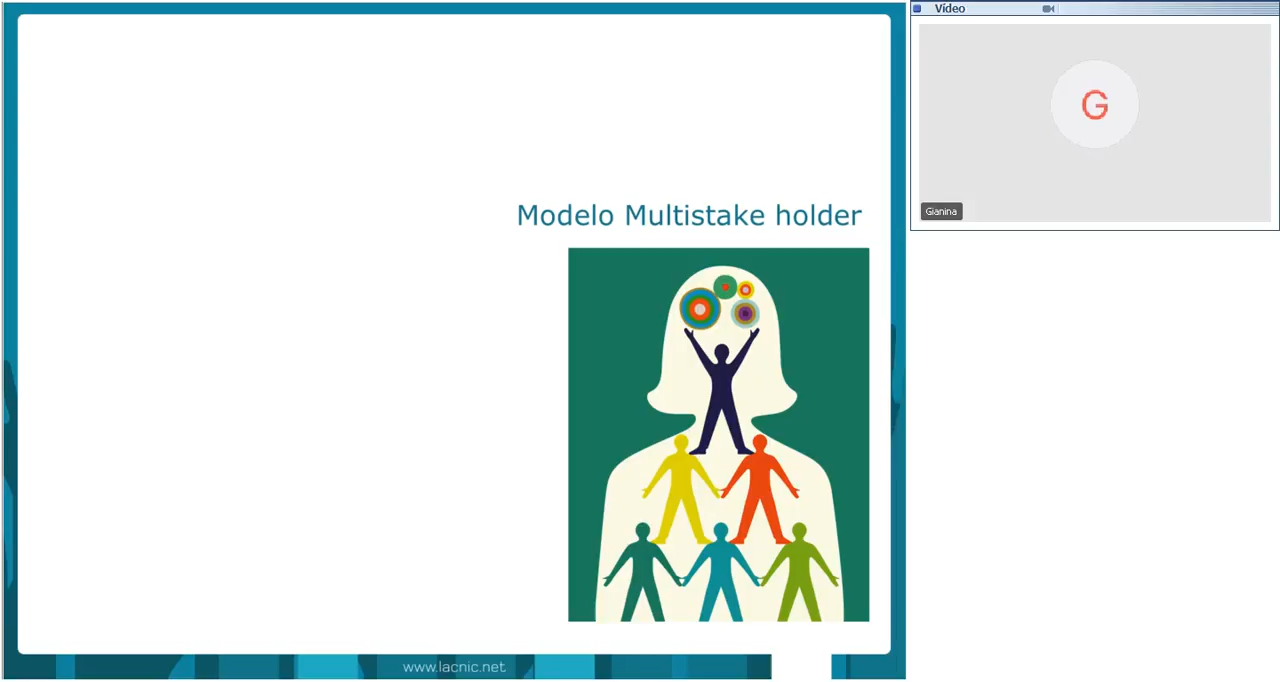 Modelo Multistake holder
www.lacnic.net
Vídeo
G
Gianina